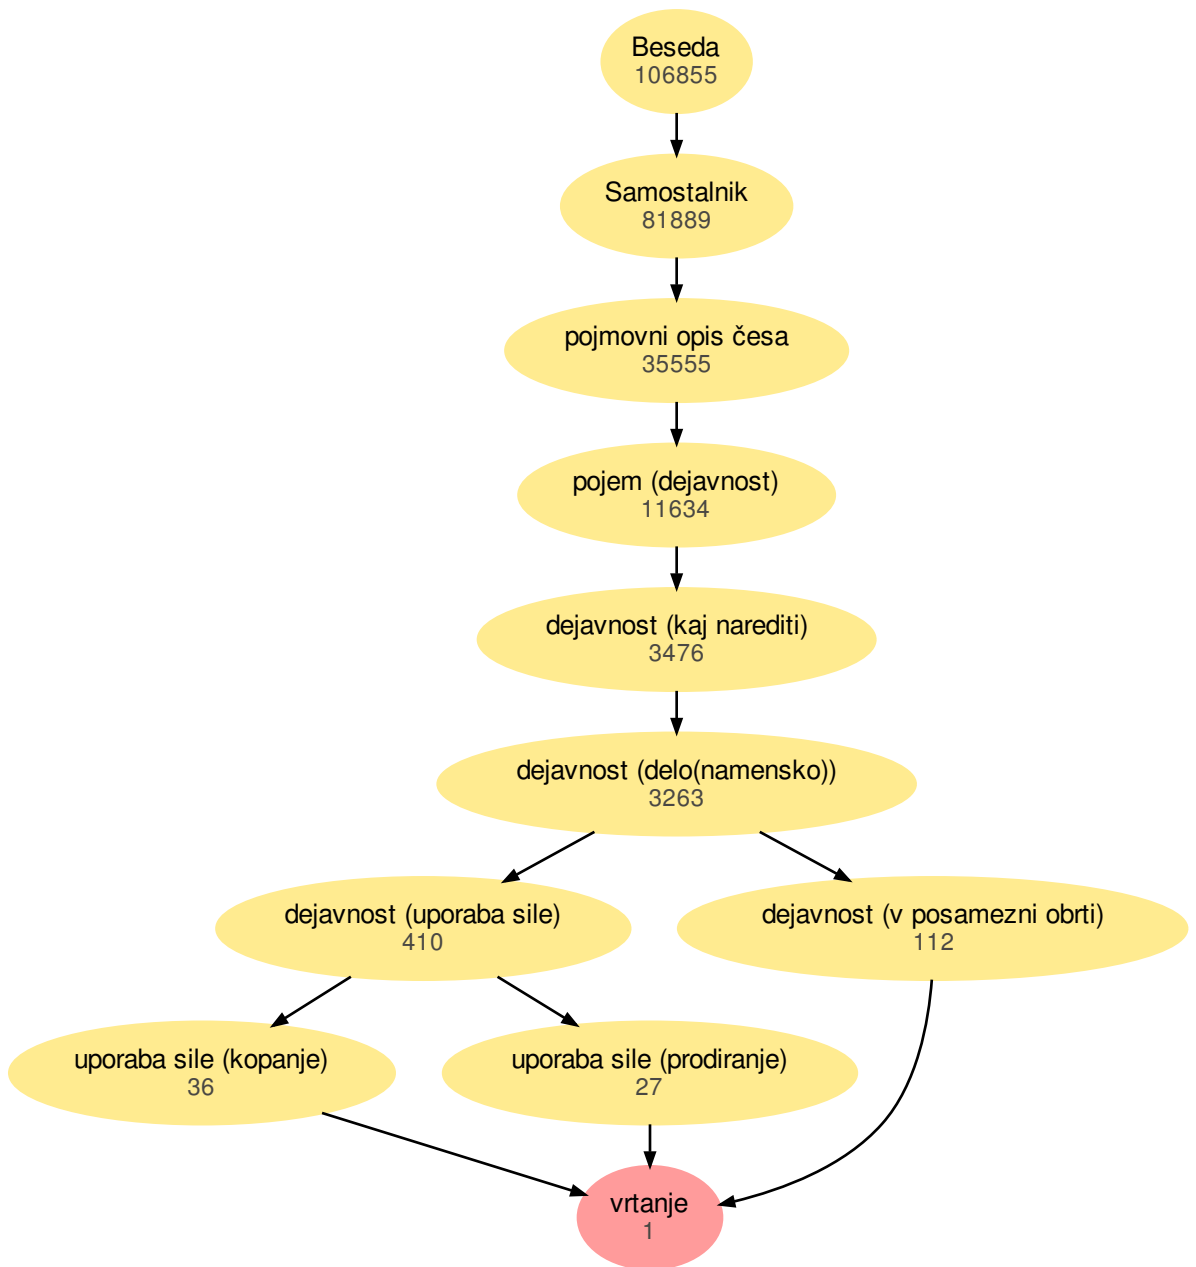 Beseda
106855
Samostalnik
81889
pojmovni opis česa
35555
pojem (dejavnost)
11634
dejavnost (kaj narediti)
3476
dejavnost (delo(namensko))
3263
dejavnost (uporaba sile)
410
dejavnost (v posamezni obrti)
112
uporaba sile (kopanje)
36
uporaba sile (prodiranje)
27
vrtanje
1